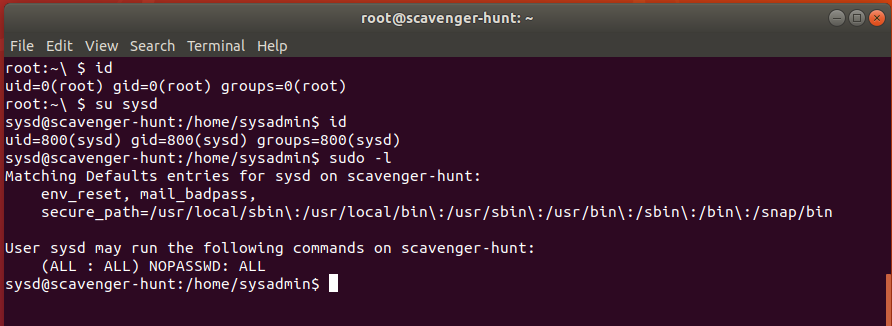 root@scavenger-hunt: ~
File Edit View Search Terminal Help
root:~\ $ id
uid=0(root) gid=0(root) groups=0(root)
root:~\ $ su sysd
sysd@scavenger-hunt:/home/sysadmin$ id
uid=800(sysd) gid=800(sysd) groups=800(sysd)
sysd@scavenger-hunt:/home/sysadmin$ sudo -l
Matching Defaults entries for sysd on scavenger-hunt:
    env_reset, mail_badpass,
    secure_path=/usr/local/sbin\:/usr/local/bin\:/usr/sbin\:/usr/bin\:/sbin\:/bin\:/snap/bin

User sysd may run the following commands on scavenger-hunt:
    (ALL : ALL) NOPASSWD: ALL
sysd@scavenger-hunt:/home/sysadmin$